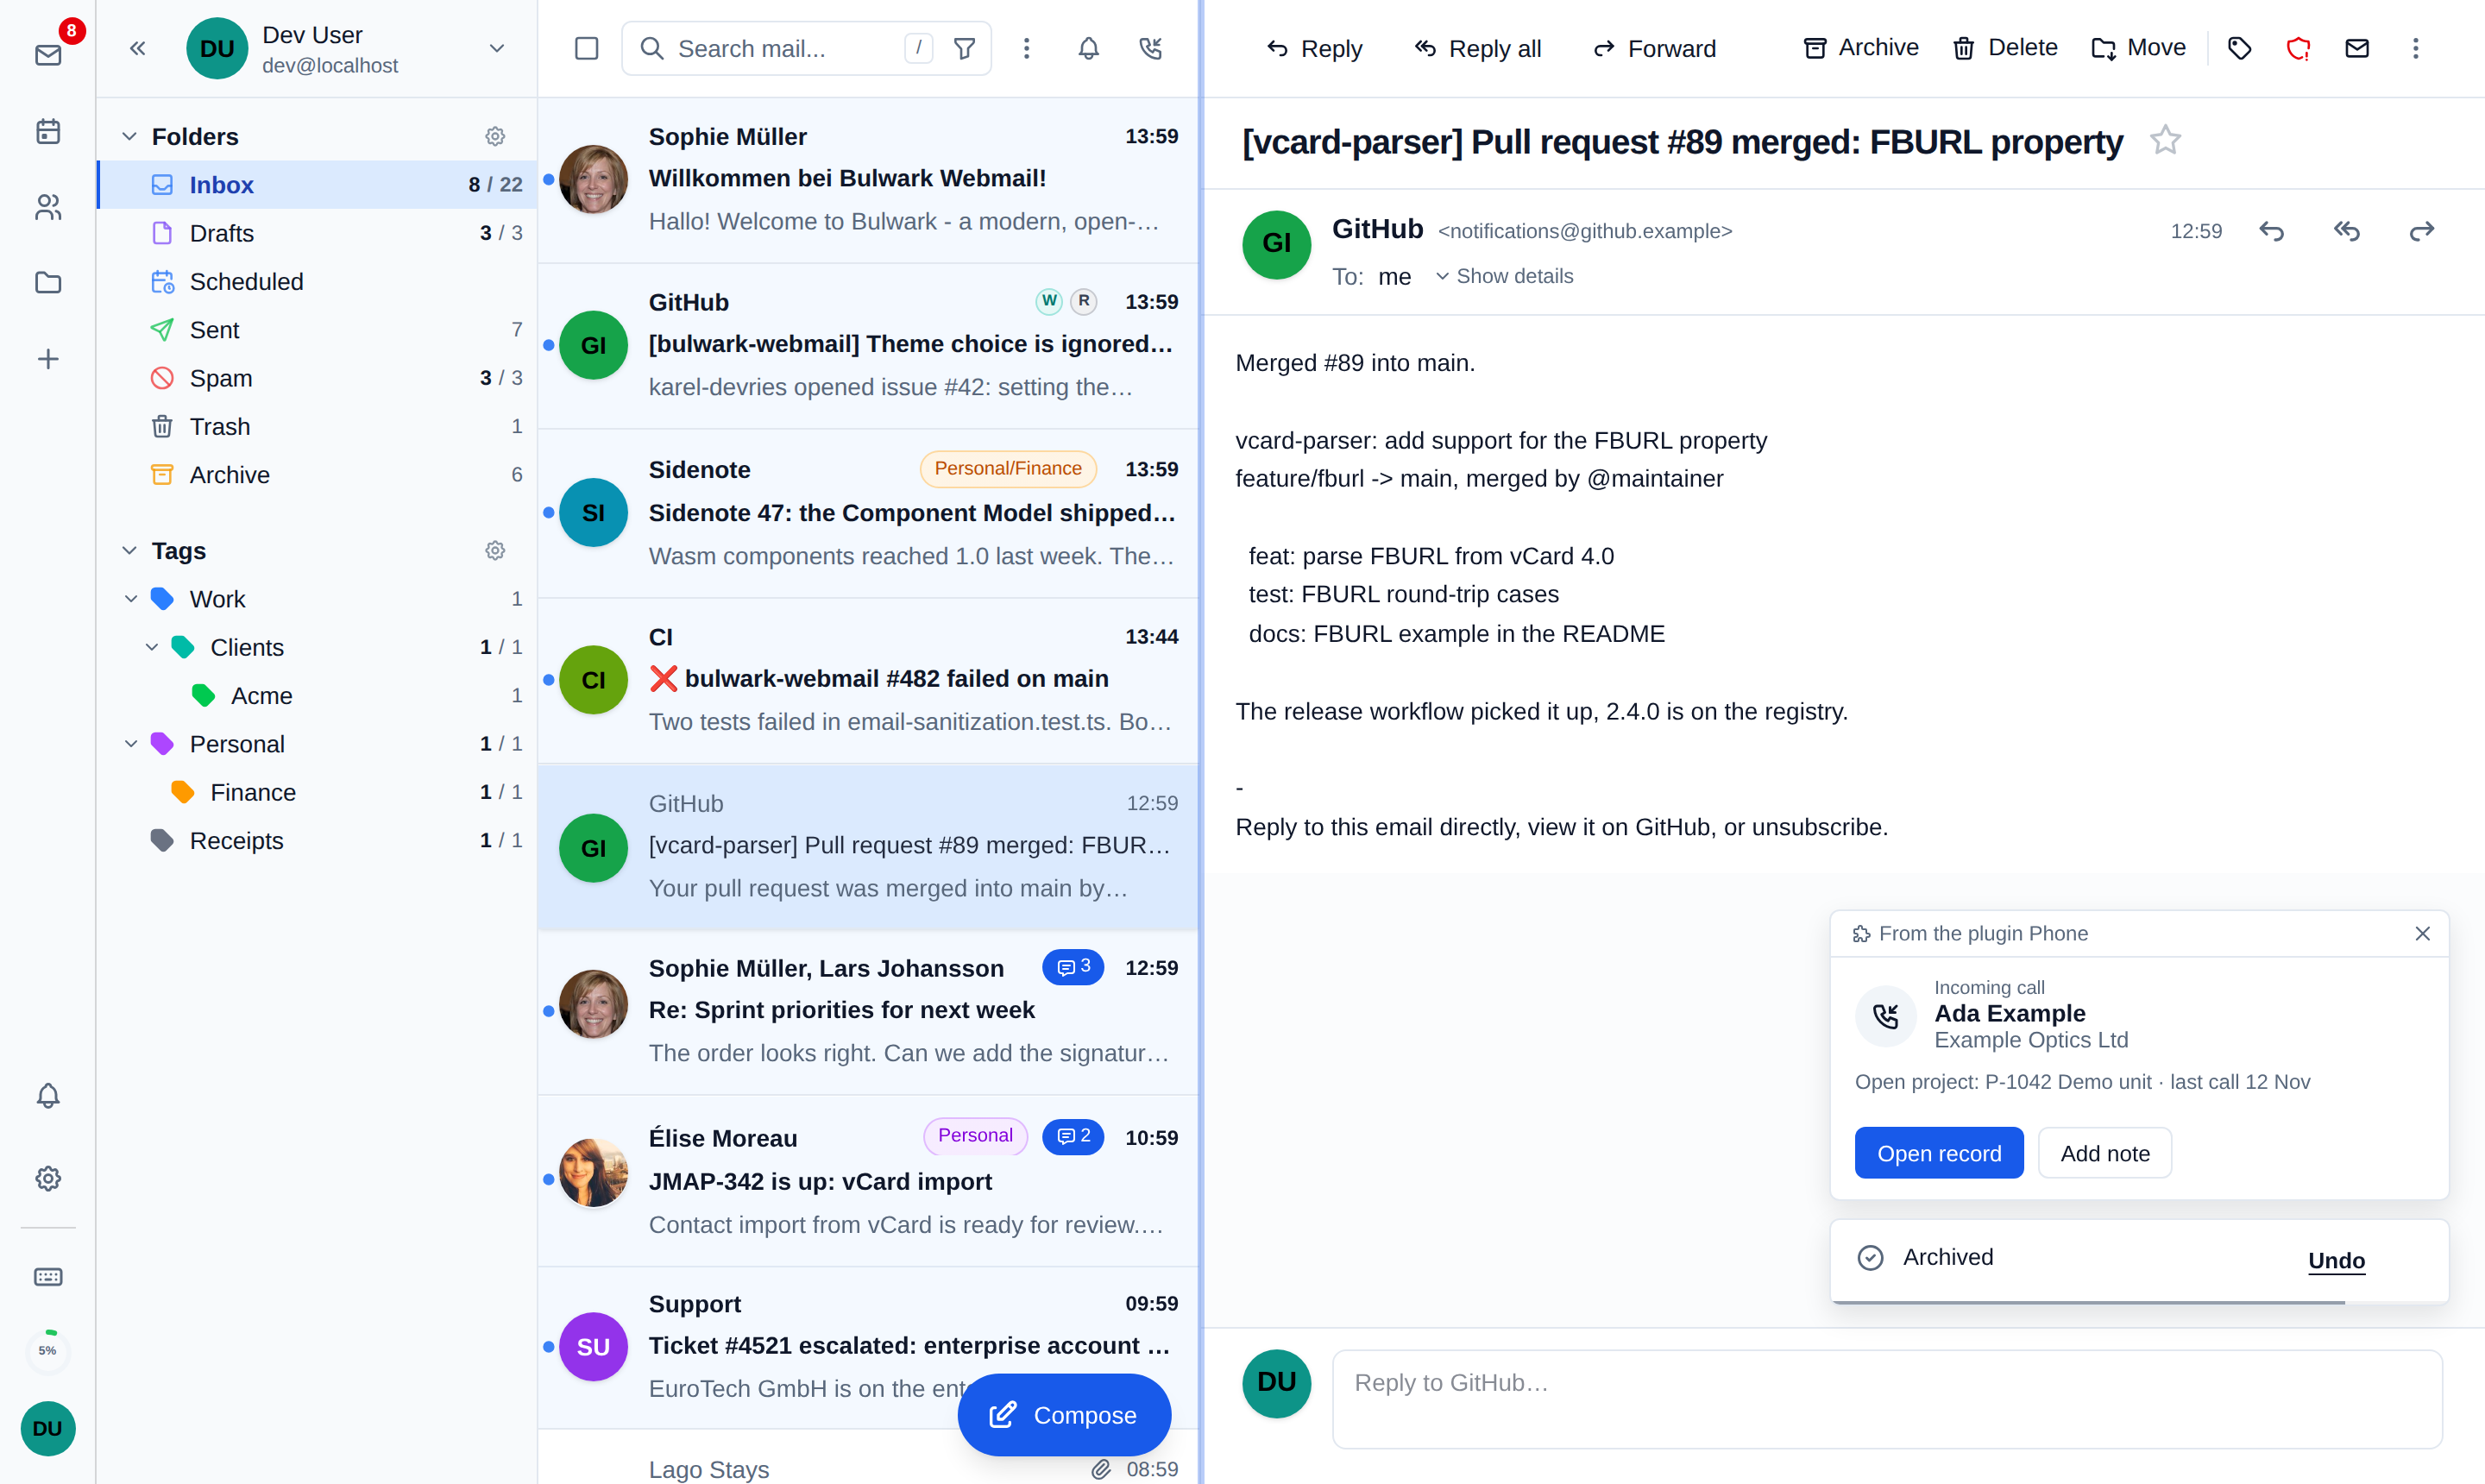 8
DU
Dev User
dev@localhost
Folders
Inbox 8 / 22
Drafts 3 / 3
Scheduled
Sent 7
Spam 3 / 3
Trash 1
Archive 6
Tags
Work 1
Clients 1 / 1
Acme 1
Personal 1 / 1
Finance 1 / 1
Receipts 1 / 1
5%
DU
Search mail... /
Sophie Müller 13:59
Willkommen bei Bulwark Webmail!
Hallo! Welcome to Bulwark - a modern, open-…
GI
GitHub W R 13:59
[bulwark-webmail] Theme choice is ignored…
karel-devries opened issue #42: setting the…
SI
Sidenote Personal/Finance 13:59
Sidenote 47: the Component Model shipped…
Wasm components reached 1.0 last week. The…
CI
CI 13:44
❌ bulwark-webmail #482 failed on main
Two tests failed in email-sanitization.test.ts. Bo…
GI
GitHub 12:59
[vcard-parser] Pull request #89 merged: FBUR…
Your pull request was merged into main by…
Sophie Müller, Lars Johansson 3 12:59
Re: Sprint priorities for next week
The order looks right. Can we add the signatur…
Élise Moreau Personal 2 10:59
JMAP-342 is up: vCard import
Contact import from vCard is ready for review.…
SU
Support 09:59
Ticket #4521 escalated: enterprise account …
EuroTech GmbH is on the ente
Compose
Lago Stays 08:59
Reply Reply all Forward Archive Delete Move
[vcard-parser] Pull request #89 merged: FBURL property
GI
GitHub <notifications@github.example> 12:59
To: me Show details
Merged #89 into main.
vcard-parser: add support for the FBURL property
feature/fburl -> main, merged by @maintainer
feat: parse FBURL from vCard 4.0
test: FBURL round-trip cases
docs: FBURL example in the README
The release workflow picked it up, 2.4.0 is on the registry.
-
Reply to this email directly, view it on GitHub, or unsubscribe.
From the plugin Phone
Incoming call
Ada Example
Example Optics Ltd
Open project: P-1042 Demo unit · last call 12 Nov
Open record Add note
Archived Undo
DU
Reply to GitHub…